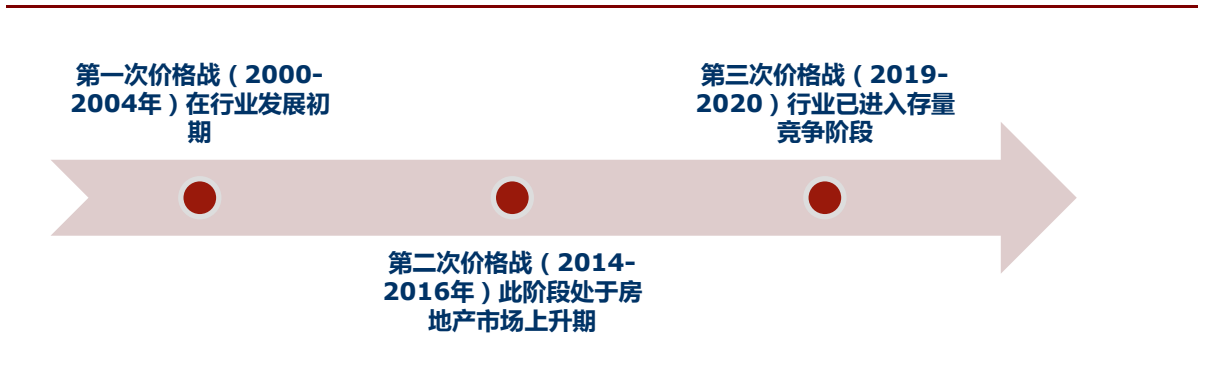 第一次价格战（2000-
2004年）在行业发展初
期
第二次价格战（2014-
2016年）此阶段处于房
地产市场上升期
第三次价格战（2019-
2020）行业已进入存量
竞争阶段